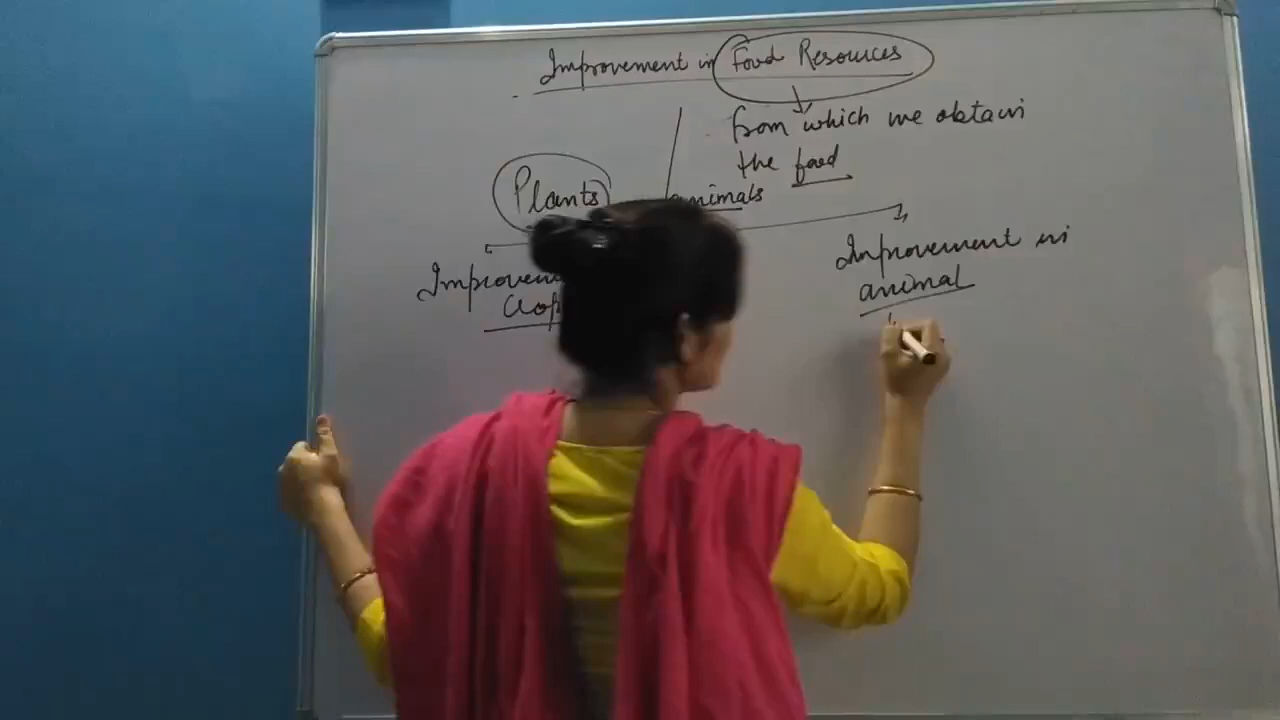 Improvement in Food Resources
from which we obtain
the food
Plants animals
Improvement in
animal